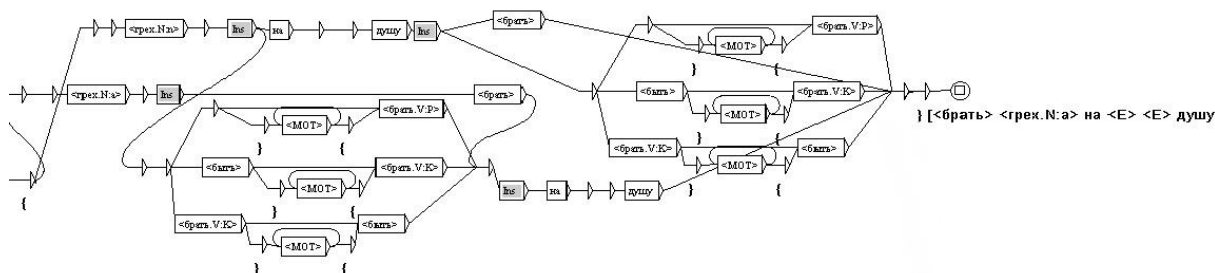 <брать>
<грех.N:n> Ins на душу Ins <MOT> <брать.V:P>
} {
<грех.N:a> Ins <брать> <быть> <MOT> <брать.V:K>
} {
} [<брать> <грех.N:a> на <E> <E> душу
<MOT> <брать.V:P> <брать.V:K> <MOT> <быть>
} { } {
<быть> <MOT> <брать.V:K> Ins на душу
{
} {
<брать.V:K> <MOT> <быть>
} {